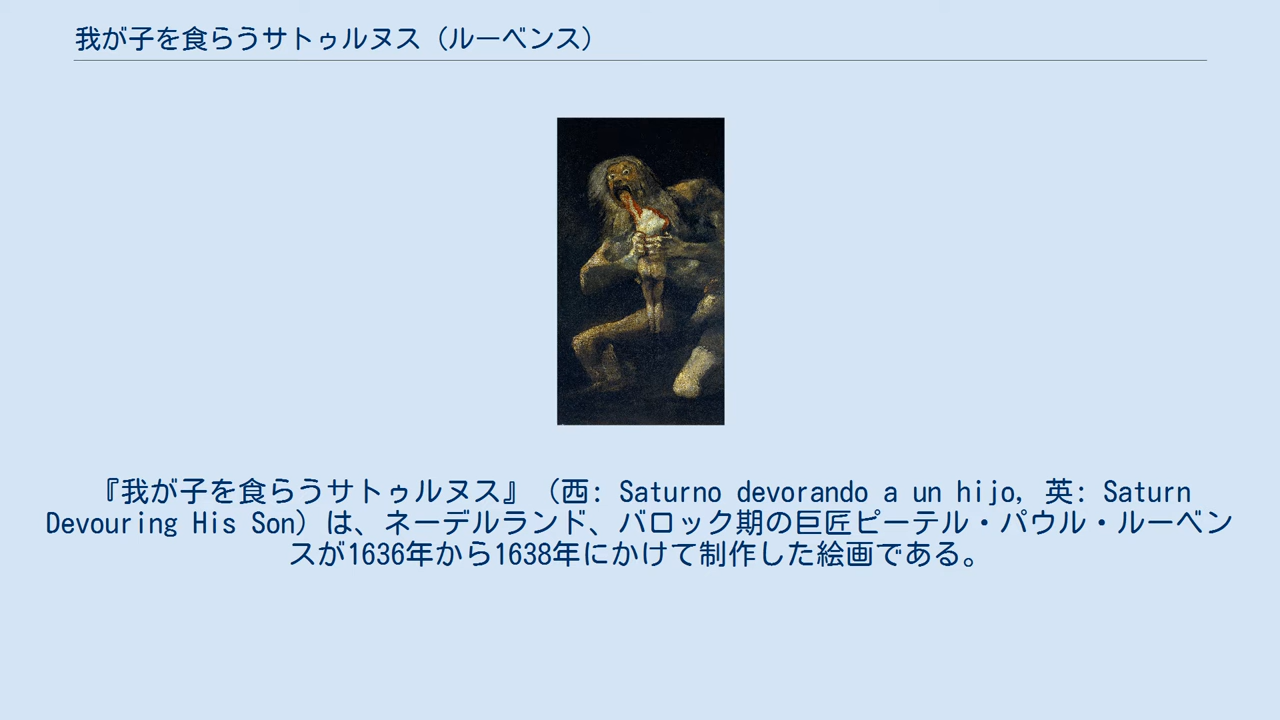 我が子を食らうサトゥルヌス（ルーベンス）
『我が子を食らうサトゥルヌス』（西: Saturno devorando a un hijo, 英: Saturn
Devouring His Son）は、ネーデルランド、バロック期の巨匠ピーテル・パウル・ルーベン
スが1636年から1638年にかけて制作した絵画である。